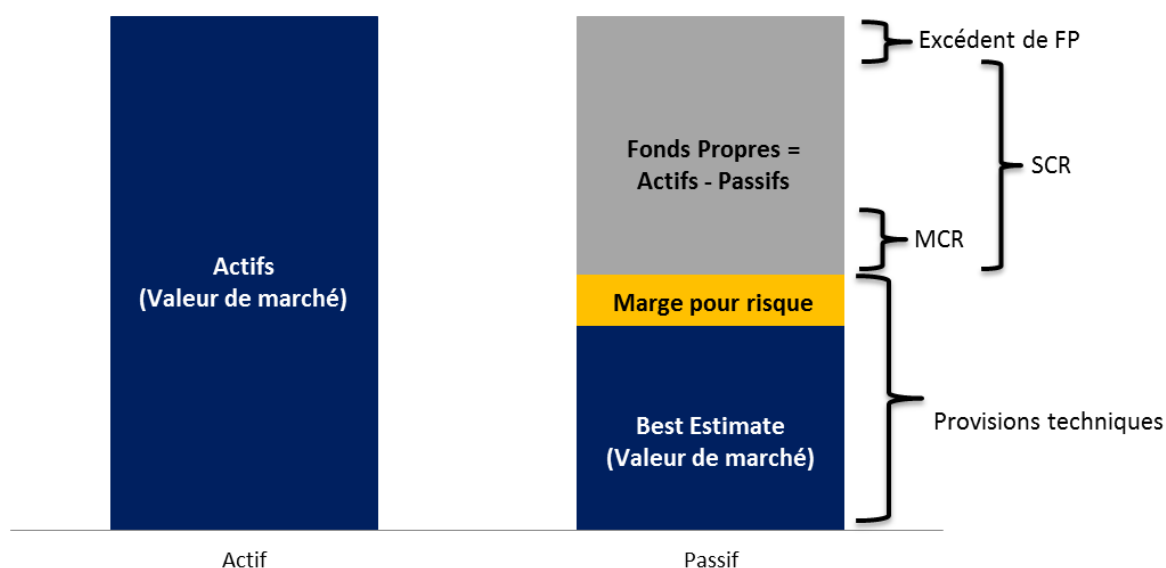 Excédent de FP
Fonds Propres =
Actifs - Passifs
SCR
MCR
Actifs
(Valeur de marché)
Marge pour risque
Best Estimate
(Valeur de marché)
Provisions techniques
Actif
Passif